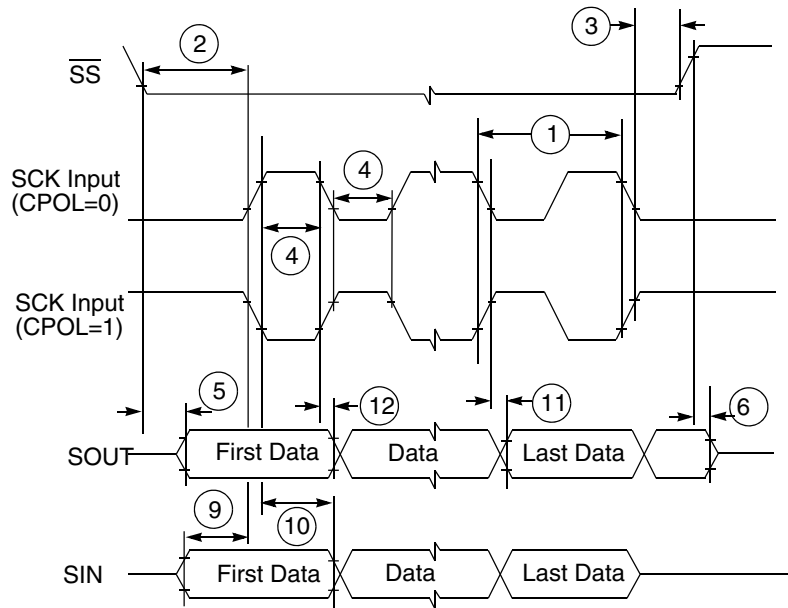 2
3
SS
1
SCK Input
(CPOL=0)
4
4
SCK Input
(CPOL=1)
5
12
11
6
SOUT
First Data
Data
Last Data
9
10
SIN
First Data
Data
Last Data